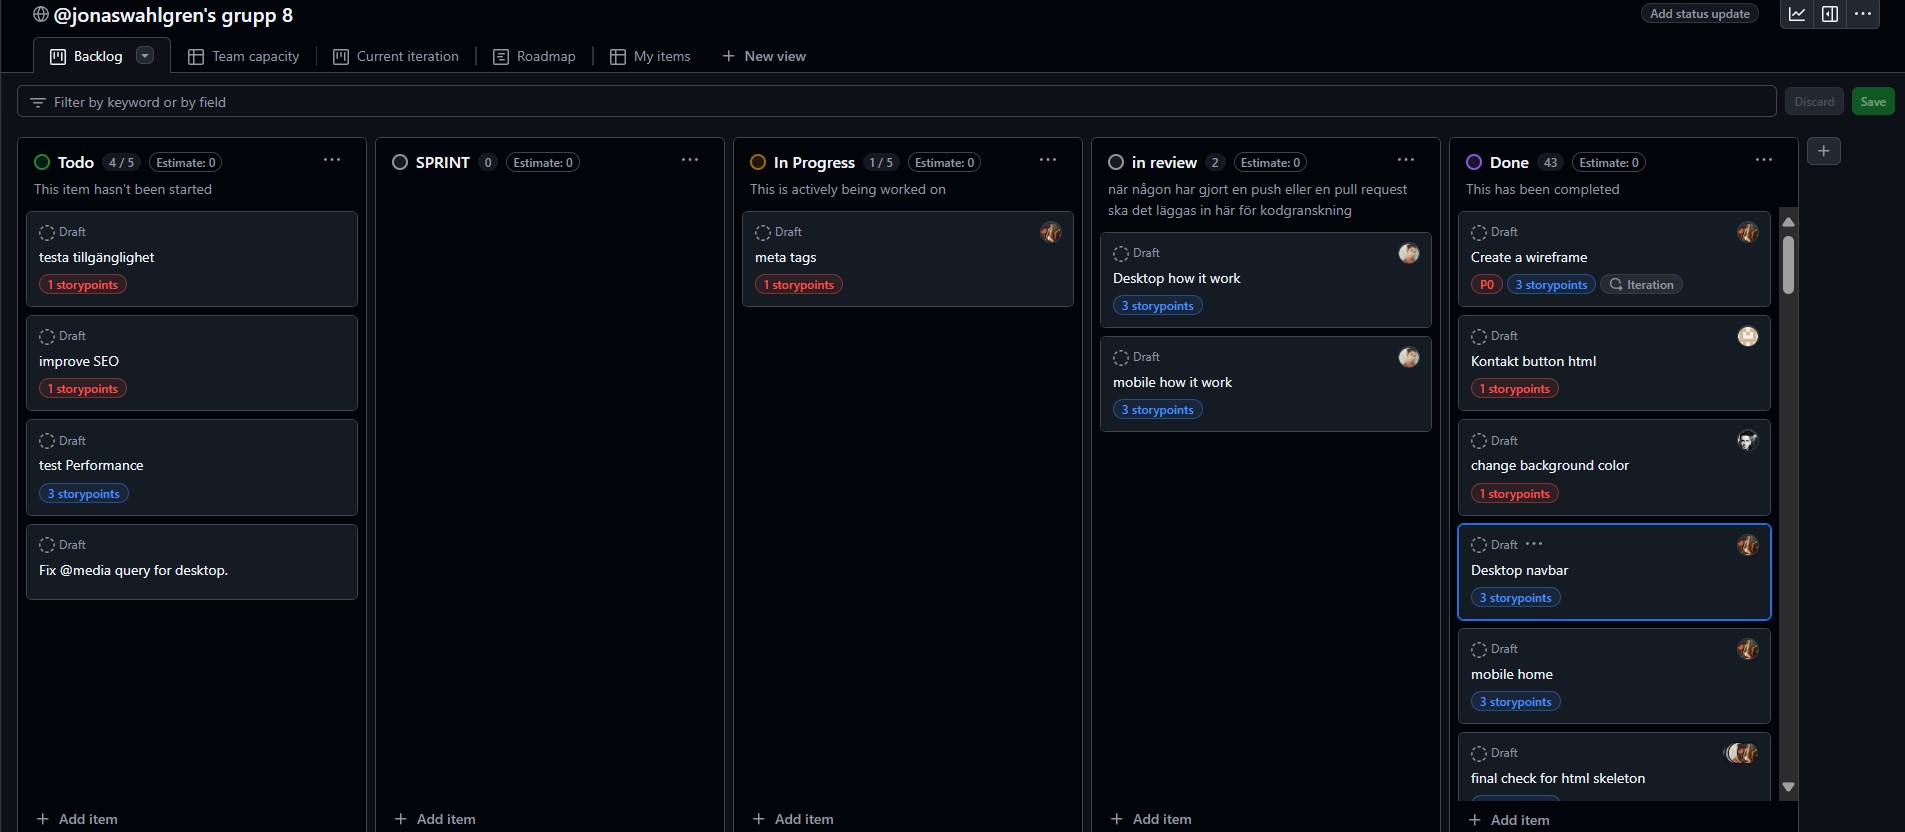 @jonaswahlgren's grupp 8
Add status update
Backlog
Team capacity
Current iteration
Roadmap
My items
New view
Filter by keyword or by field
Discard
Save
Todo 4 / 5 Estimate: 0
This item hasn't been started
Draft
testa tillgänglighet
1 storypoints
Draft
improve SEO
1 storypoints
Draft
test Performance
3 storypoints
Draft
Fix @media query for desktop.
Add item
SPRINT 0 Estimate: 0
Add item
In Progress 1 / 5 Estimate: 0
This is actively being worked on
Draft
meta tags
1 storypoints
Add item
in review 2 Estimate: 0
när någon har gjort en push eller en pull request
ska det läggas in här för kodgranskning
Draft
Desktop how it work
3 storypoints
Draft
mobile how it work
3 storypoints
Add item
Done 43 Estimate: 0
This has been completed
Draft
Create a wireframe
P0 3 storypoints Iteration
Draft
Kontakt button html
1 storypoints
Draft
change background color
1 storypoints
Draft
Desktop navbar
3 storypoints
Draft
mobile home
3 storypoints
Draft
final check for html skeleton
Add item